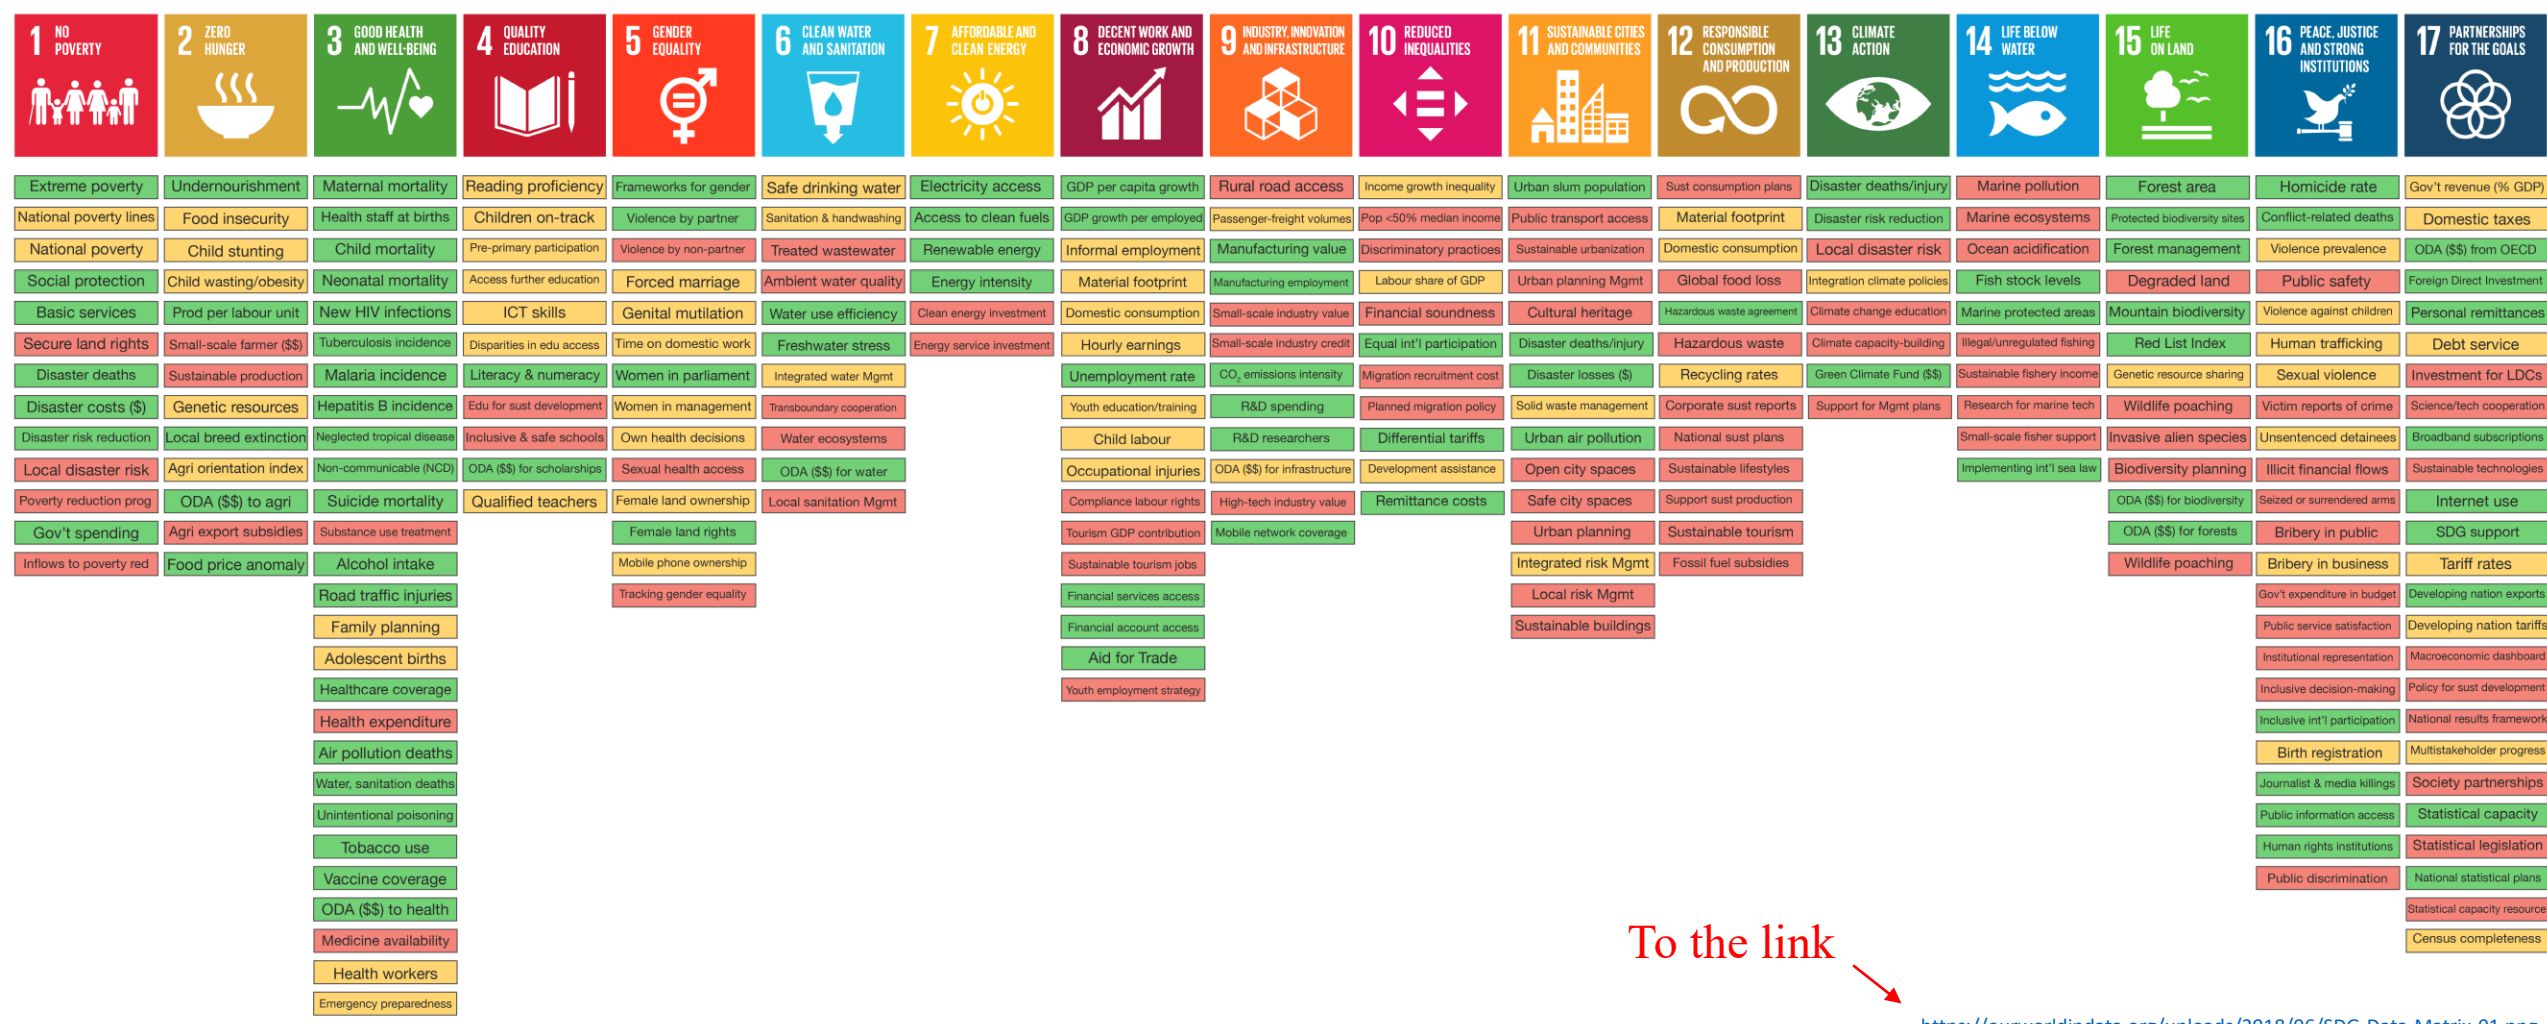 1 NO
POVERTY
2 ZERO
HUNGER
3 GOOD HEALTH
AND WELL-BEING
4 QUALITY
EDUCATION
5 GENDER
EQUALITY
6 CLEAN WATER
AND SANITATION
7 AFFORDABLE AND
CLEAN ENERGY
8 DECENT WORK AND
ECONOMIC GROWTH
9 INDUSTRY, INNOVATION
AND INFRASTRUCTURE
10 REDUCED
INEQUALITIES
11 SUSTAINABLE CITIES
AND COMMUNITIES
12 RESPONSIBLE
CONSUMPTION
AND PRODUCTION
13 CLIMATE
ACTION
14 LIFE BELOW
WATER
15 LIFE
ON LAND
16 PEACE, JUSTICE
AND STRONG
INSTITUTIONS
17 PARTNERSHIPS
FOR THE GOALS
Extreme poverty
National poverty lines
National poverty
Social protection
Basic services
Secure land rights
Disaster deaths
Disaster costs ($)
Disaster risk reduction
Local disaster risk
Poverty reduction prog
Gov't spending
Inflows to poverty red
Undernourishment
Food insecurity
Child stunting
Child wasting/obesity
Prod per labour unit
Small-scale farmer ($$)
Sustainable production
Genetic resources
Local breed extinction
Agri orientation index
ODA ($$) to agri
Agri export subsidies
Food price anomaly
Maternal mortality
Health staff at births
Child mortality
Neonatal mortality
New HIV infections
Tuberculosis incidence
Malaria incidence
Hepatitis B incidence
Neglected tropical disease
Non-communicable (NCD)
Suicide mortality
Substance use treatment
Alcohol intake
Road traffic injuries
Family planning
Adolescent births
Healthcare coverage
Health expenditure
Air pollution deaths
Water, sanitation deaths
Unintentional poisoning
Tobacco use
Vaccine coverage
ODA ($$) to health
Medicine availability
Health workers
Emergency preparedness
Reading proficiency
Children on-track
Pre-primary participation
Access further education
ICT skills
Disparities in edu access
Literacy & numeracy
Edu for sust development
Inclusive & safe schools
ODA ($$) for scholarships
Qualified teachers
Frameworks for gender
Violence by partner
Violence by non-partner
Forced marriage
Genital mutilation
Time on domestic work
Women in parliament
Women in management
Own health decisions
Sexual health access
Female land ownership
Female land rights
Mobile phone ownership
Tracking gender equality
Safe drinking water
Sanitation & handwashing
Treated wastewater
Ambient water quality
Water use efficiency
Freshwater stress
Integrated water Mgmt
Transboundary cooperation
Water ecosystems
ODA ($$) for water
Local sanitation Mgmt
Electricity access
Access to clean fuels
Renewable energy
Energy intensity
Clean energy investment
Energy service investment
GDP per capita growth
GDP growth per employed
Informal employment
Material footprint
Domestic consumption
Hourly earnings
Unemployment rate
Youth education/training
Child labour
Occupational injuries
Compliance labour rights
Tourism GDP contribution
Sustainable tourism jobs
Financial services access
Financial account access
Aid for Trade
Youth employment strategy
Rural road access
Passenger-freight volumes
Manufacturing value
Manufacturing employment
Small-scale industry value
Small-scale industry credit
CO2 emissions intensity
R&D spending
R&D researchers
ODA ($$) for infrastructure
High-tech industry value
Mobile network coverage
Income growth inequality
Pop <50% median income
Discriminatory practices
Labour share of GDP
Financial soundness
Equal int'l participation
Migration recruitment cost
Planned migration policy
Differential tariffs
Development assistance
Remittance costs
Urban slum population
Public transport access
Sustainable urbanization
Urban planning Mgmt
Cultural heritage
Disaster deaths/injury
Disaster losses ($)
Solid waste management
Urban air pollution
Open city spaces
Safe city spaces
Urban planning
Integrated risk Mgmt
Local risk Mgmt
Sustainable buildings
Sust consumption plans
Material footprint
Domestic consumption
Global food loss
Hazardous waste agreement
Hazardous waste
Recycling rates
Corporate sust reports
National sust plans
Sustainable lifestyles
Support sust production
Sustainable tourism
Fossil fuel subsidies
Disaster deaths/injury
Disaster risk reduction
Local disaster risk
Integration climate policies
Climate change education
Climate capacity-building
Green Climate Fund ($$)
Support for Mgmt plans
Marine pollution
Marine ecosystems
Ocean acidification
Fish stock levels
Marine protected areas
Illegal/unregulated fishing
Sustainable fishery income
Research for marine tech
Small-scale fisher support
Implementing int'l sea law
Forest area
Protected biodiversity sites
Forest management
Degraded land
Mountain biodiversity
Red List Index
Genetic resource sharing
Wildlife poaching
Invasive alien species
Biodiversity planning
ODA ($$) for biodiversity
ODA ($$) for forests
Wildlife poaching
Homicide rate
Conflict-related deaths
Violence prevalence
Public safety
Violence against children
Human trafficking
Sexual violence
Victim reports of crime
Unsentenced detainees
Illicit financial flows
Seized or surrendered arms
Bribery in public
Bribery in business
Gov't expenditure in budget
Public service satisfaction
Institutional representation
Inclusive decision-making
Inclusive int'l participation
Birth registration
Journalist & media killings
Public information access
Human rights institutions
Public discrimination
Gov't revenue (% GDP)
Domestic taxes
ODA ($$) from OECD
Foreign Direct Investment
Personal remittances
Debt service
Investment for LDCs
Science/tech cooperation
Broadband subscriptions
Sustainable technologies
Internet use
SDG support
Tariff rates
Developing nation exports
Developing nation tariffs
Macroeconomic dashboard
Policy for sust development
National results framework
Multistakeholder progress
Society partnerships
Statistical capacity
Statistical legislation
National statistical plans
Statistical capacity resource
Census completeness
To the link
https://ourworldindata.org/uploads/2018/06/SDG-Data-Matrix-01.png